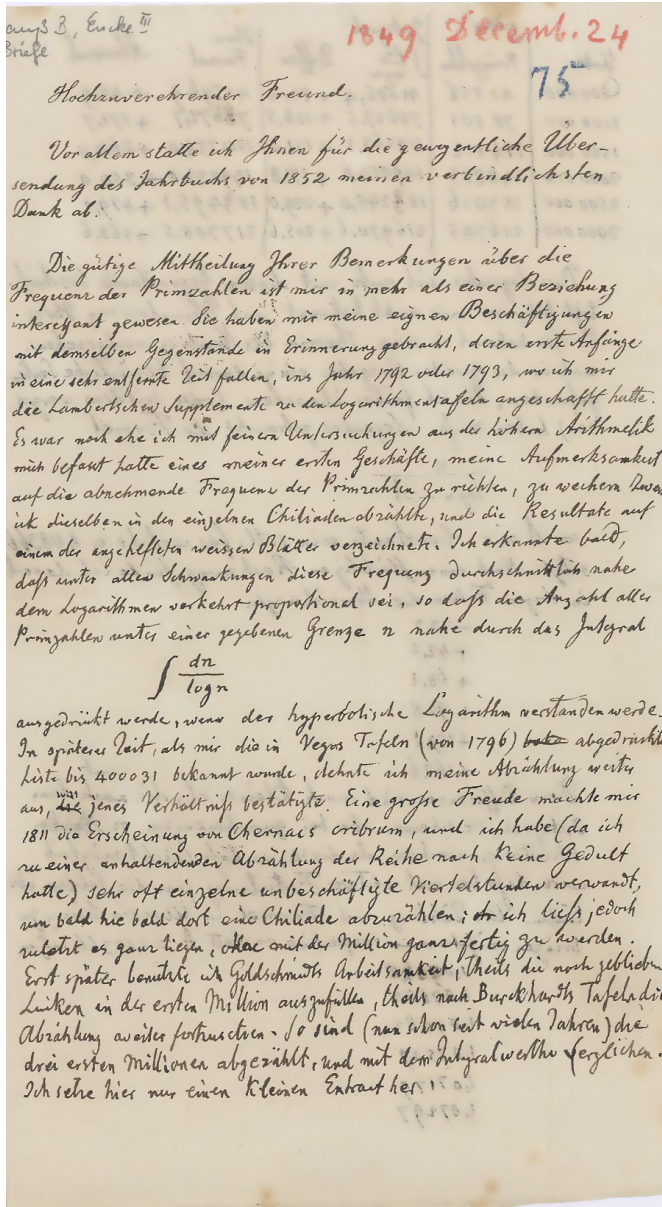 auß B, Encke III
Briefe
1849 Decemb. 24
75
Hochzuverehrender Freund.
Vor allem statte ich Ihnen für die gewogentliche Über-
sendung des Jahrbuchs von 1852 meinen verbindlichsten
Dank ab.
Die gütige Mittheilung Ihrer Bemerkungen über die
Frequenz der Primzahlen ist mir in mehr als einer Beziehung
interessant gewesen. Sie haben mir meine eignen Beschäftigungen
mit demselben Gegenstande in Erinnerung gebracht, deren erste Anfänge
in eine sehr entfernte Zeit fallen, ins Jahr 1792 oder 1793, wo ich mir
die Lambertschen Supplemente zu den Logarithmentafeln angeschafft hatte.
Es war noch ehe ich mit feinern Untersuchungen aus der höhern Arithmetik
mich befasst hatte eines meiner ersten Geschäfte, meine Aufmerksamkeit
auf die abnehmende Frequenz der Primzahlen zu richten, zu welchem Zweck
ich dieselben in den einzelnen Chiliaden abzählte, und die Resultate auf
einem der angehefteten weissen Blätter verzeichnete. Ich erkannte bald,
daß unter allen Schwankungen diese Frequenz durchschnittlich nahe
dem Logarithmen verkehrt proportional sei, so daß die Anzahl aller
Primzahlen unter einer gegebenen Grenze n nahe durch das Integral
∫ dn/log n
ausgedrückt werde, wenn der hyperbolische Logarithm verstanden werde.
In späterer Zeit, als mir die in Vegas Tafeln (von 1796) abgedruckte
Liste bis 400031 bekannt wurde, dehnte ich meine Abzählung weiter
aus, was jenes Verhältniß bestätigte. Eine große Freude machte mir
1811 die Erscheinung von Chernacs cribrum, und ich habe (da ich
zu einer anhaltendenden Abzählung der Reihe nach keine Gedult
hatte) sehr oft einzelne unbeschäftigte Viertelstunden verwandt,
um bald hie bald dort eine Chiliade abzuzählen; ich ließ jedoch
zuletzt es ganz liegen, ohne mit der Million ganz fertig zu werden.
Erst später benutzte ich Goldschmidts Arbeitsamkeit, theils die noch gebliebenen
Lücken in der ersten Million auszufüllen, theils nach Burckhardts Tafeln die
Abzählung weiter fortzusetzen. So sind (nun schon seit vielen Jahren) die
drei ersten Millionen abgezählt, und mit dem Integralwerthe verglichen.
Ich setze hier nur einen kleinen Extract her